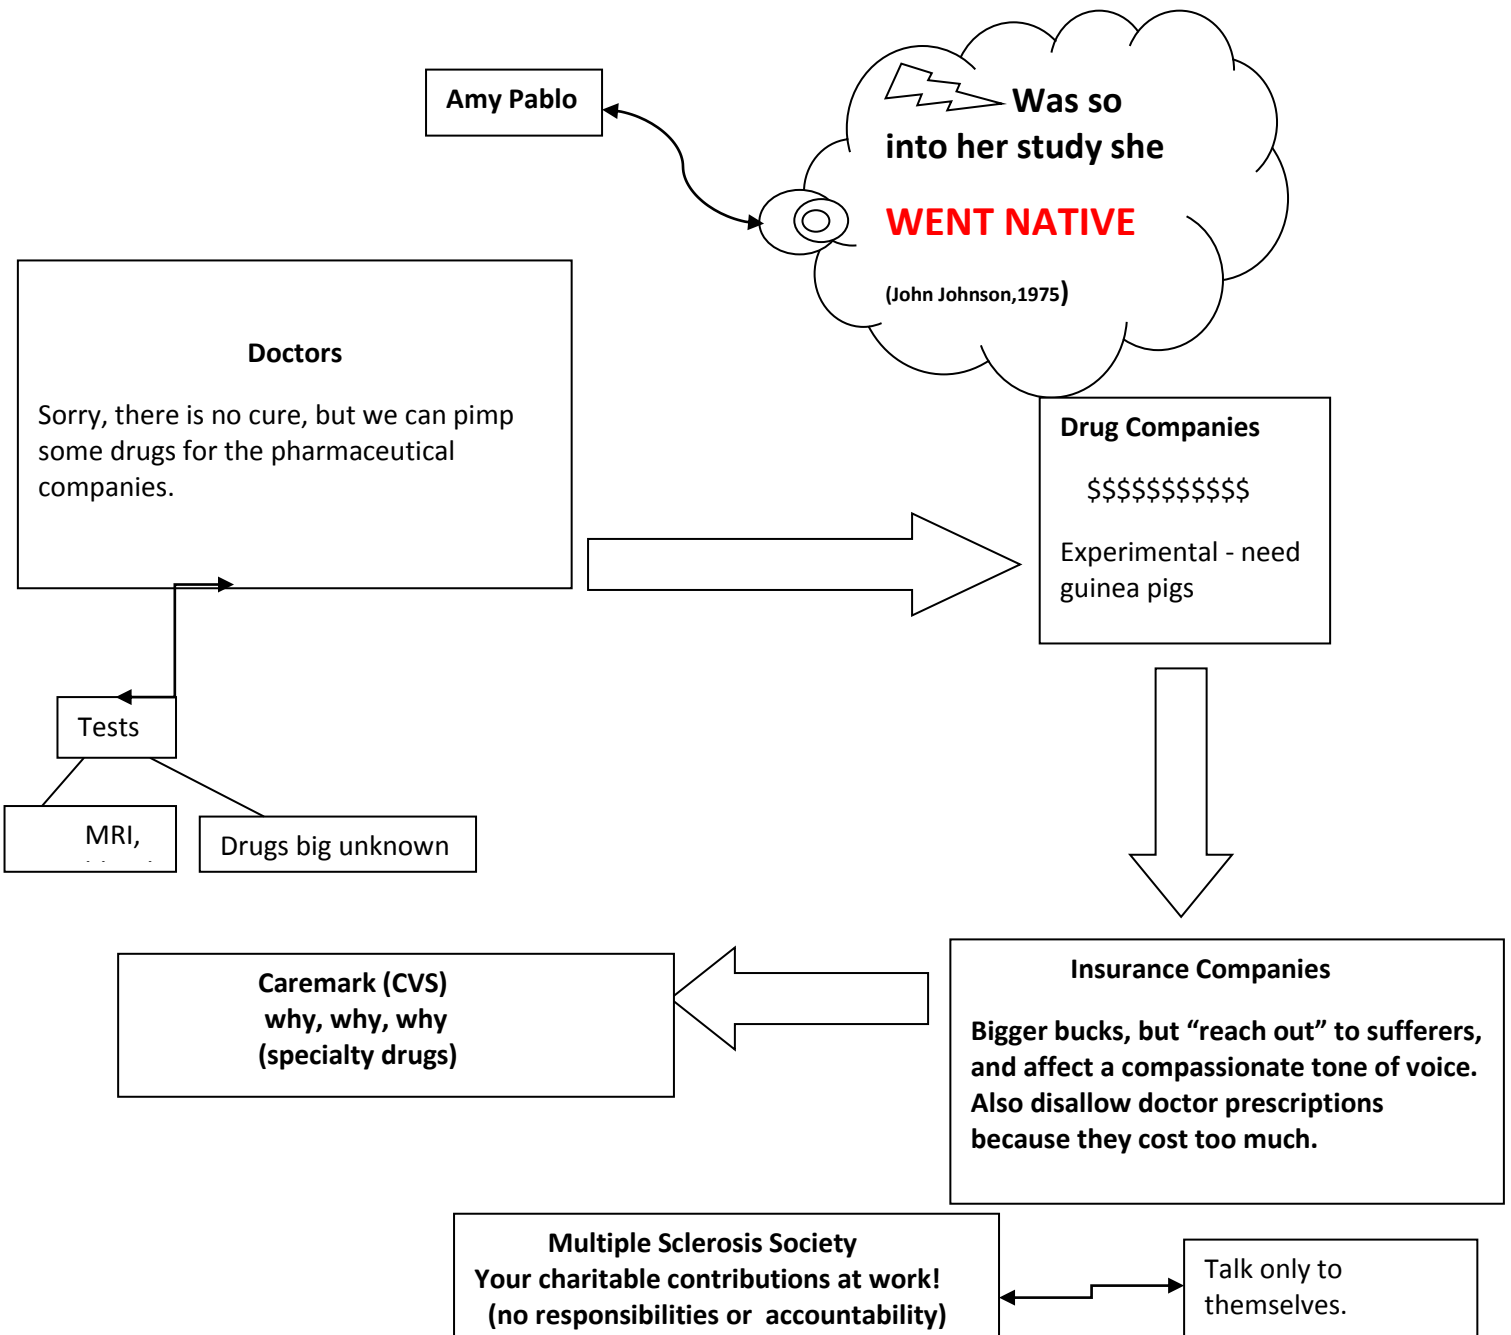 Amy Pablo
Was so
into her study she
WENT NATIVE
(John Johnson,1975)
Doctors
Sorry, there is no cure, but we can pimp
some drugs for the pharmaceutical
companies.
Drug Companies
$$$$$$$$$$$
Experimental - need
guinea pigs
Tests
MRI,
Drugs big unknown
Caremark (CVS)
why, why, why
(specialty drugs)
Insurance Companies
Bigger bucks, but “reach out” to sufferers,
and affect a compassionate tone of voice.
Also disallow doctor prescriptions
because they cost too much.
Multiple Sclerosis Society
Your charitable contributions at work!
(no responsibilities or  accountability)
Talk only to
themselves.